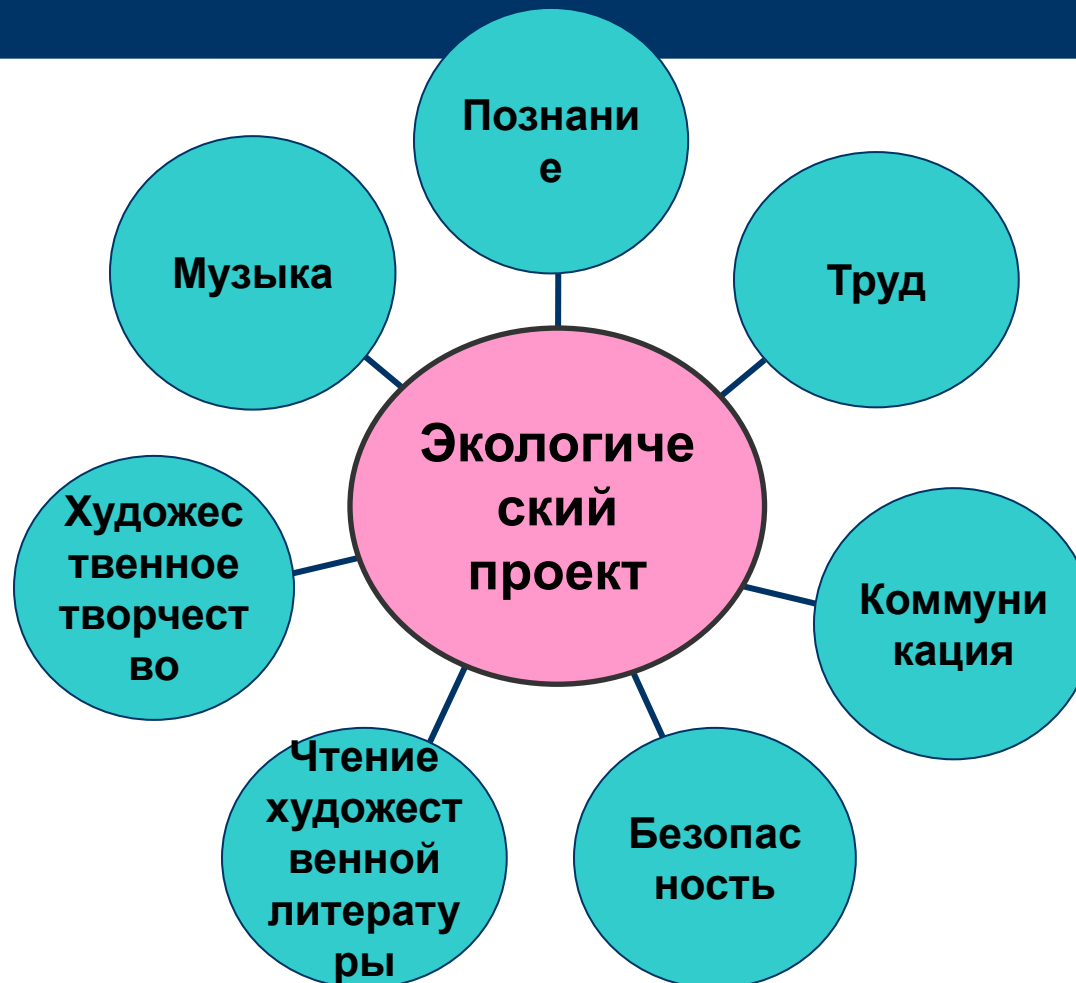 Познани
е
Музыка
Труд
Экологиче
ский
проект
Художес
твенное
творчест
во
Коммуни
кация
Чтение
художест
венной
литерату
ры
Безопас
ность